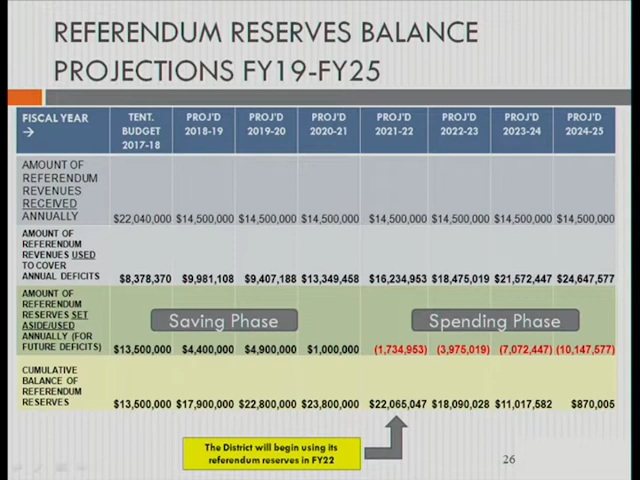 REFERENDUM RESERVES BALANCE
PROJECTIONS FY19-FY25
FISCAL YEAR → TENT. BUDGET 2017-18 PROJ'D 2018-19 PROJ'D 2019-20 PROJ'D 2020-21 PROJ'D 2021-22 PROJ'D 2022-23 PROJ'D 2023-24 PROJ'D 2024-25
AMOUNT OF
REFERENDUM
REVENUES
RECEIVED
ANNUALLY $22,040,000 $14,500,000 $14,500,000 $14,500,000 $14,500,000 $14,500,000 $14,500,000 $14,500,000
AMOUNT OF
REFERENDUM
REVENUES USED
TO COVER
ANNUAL DEFICITS $8,378,370 $9,981,108 $9,407,188 $13,349,458 $16,234,953 $18,475,019 $21,572,447 $24,647,577
AMOUNT OF
REFERENDUM
RESERVES SET
ASIDE/USED
ANNUALLY (FOR
FUTURE DEFICITS) $13,500,000 $4,400,000 $4,900,000 $1,000,000 (1,734,953) (3,975,019) (7,072,447) (10,147,577)
Saving Phase Spending Phase
CUMULATIVE
BALANCE OF
REFERENDUM
RESERVES $13,500,000 $17,900,000 $22,800,000 $23,800,000 $22,065,047 $18,090,028 $11,017,582 $870,005
The District will begin using its
referendum reserves in FY22
26